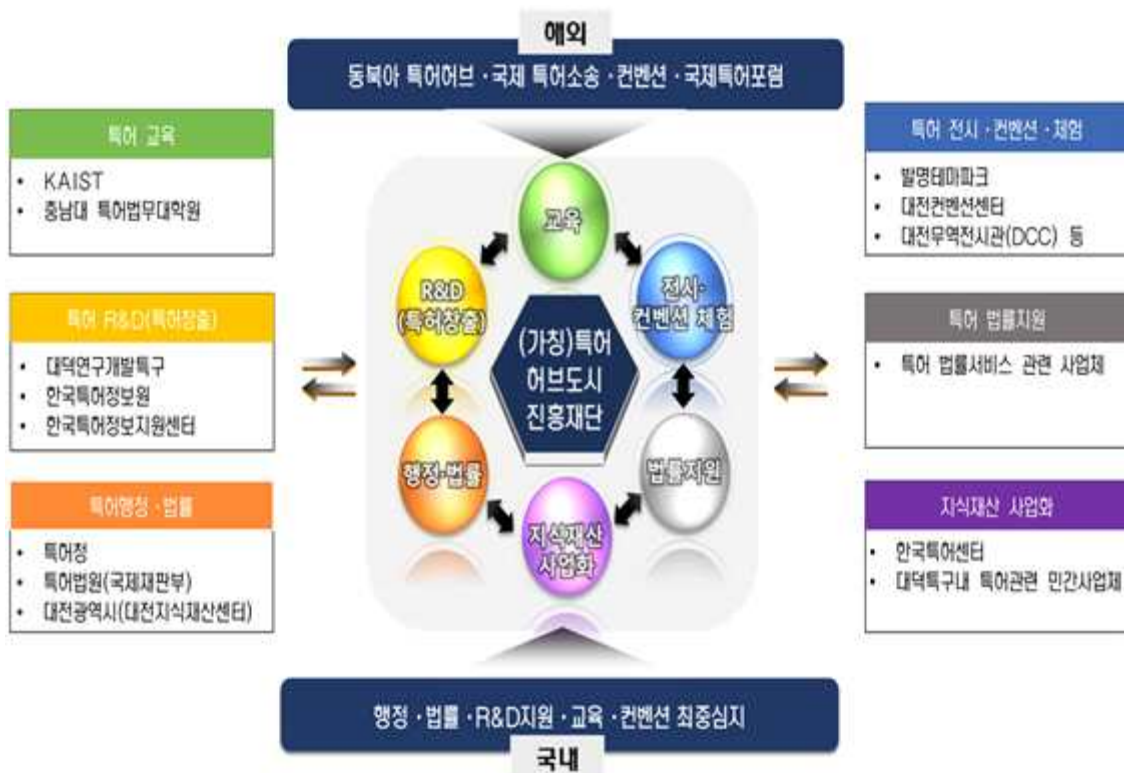 해외
동북아 특허허브·국제 특허소송·컨벤션·국제특허포럼
특허 교육
• KAIST
• 충남대 특허법무대학원
특허 R&D(특허창출)
• 대덕연구개발특구
• 한국특허정보원
• 한국특허정보지원센터
특허행정·법률
• 특허청
• 특허법원(국제재판부)
• 대전광역시(대전지식재산센터)
교육
R&D
(특허창출)
전시·
컨벤션 체험
(가칭)특허
허브도시
진흥재단
행정·법률
법률지원
지식재산
사업화
특허 전시·컨벤션·체험
• 발명테마파크
• 대전컨벤션센터
• 대전무역전시관(DCC) 등
특허 법률지원
• 특허 법률서비스 관련 사업체
지식재산 사업화
• 한국특허센터
• 대덕특구내 특허관련 민간사업체
행정·법률·R&D지원·교육·컨벤션 최중심지
국내